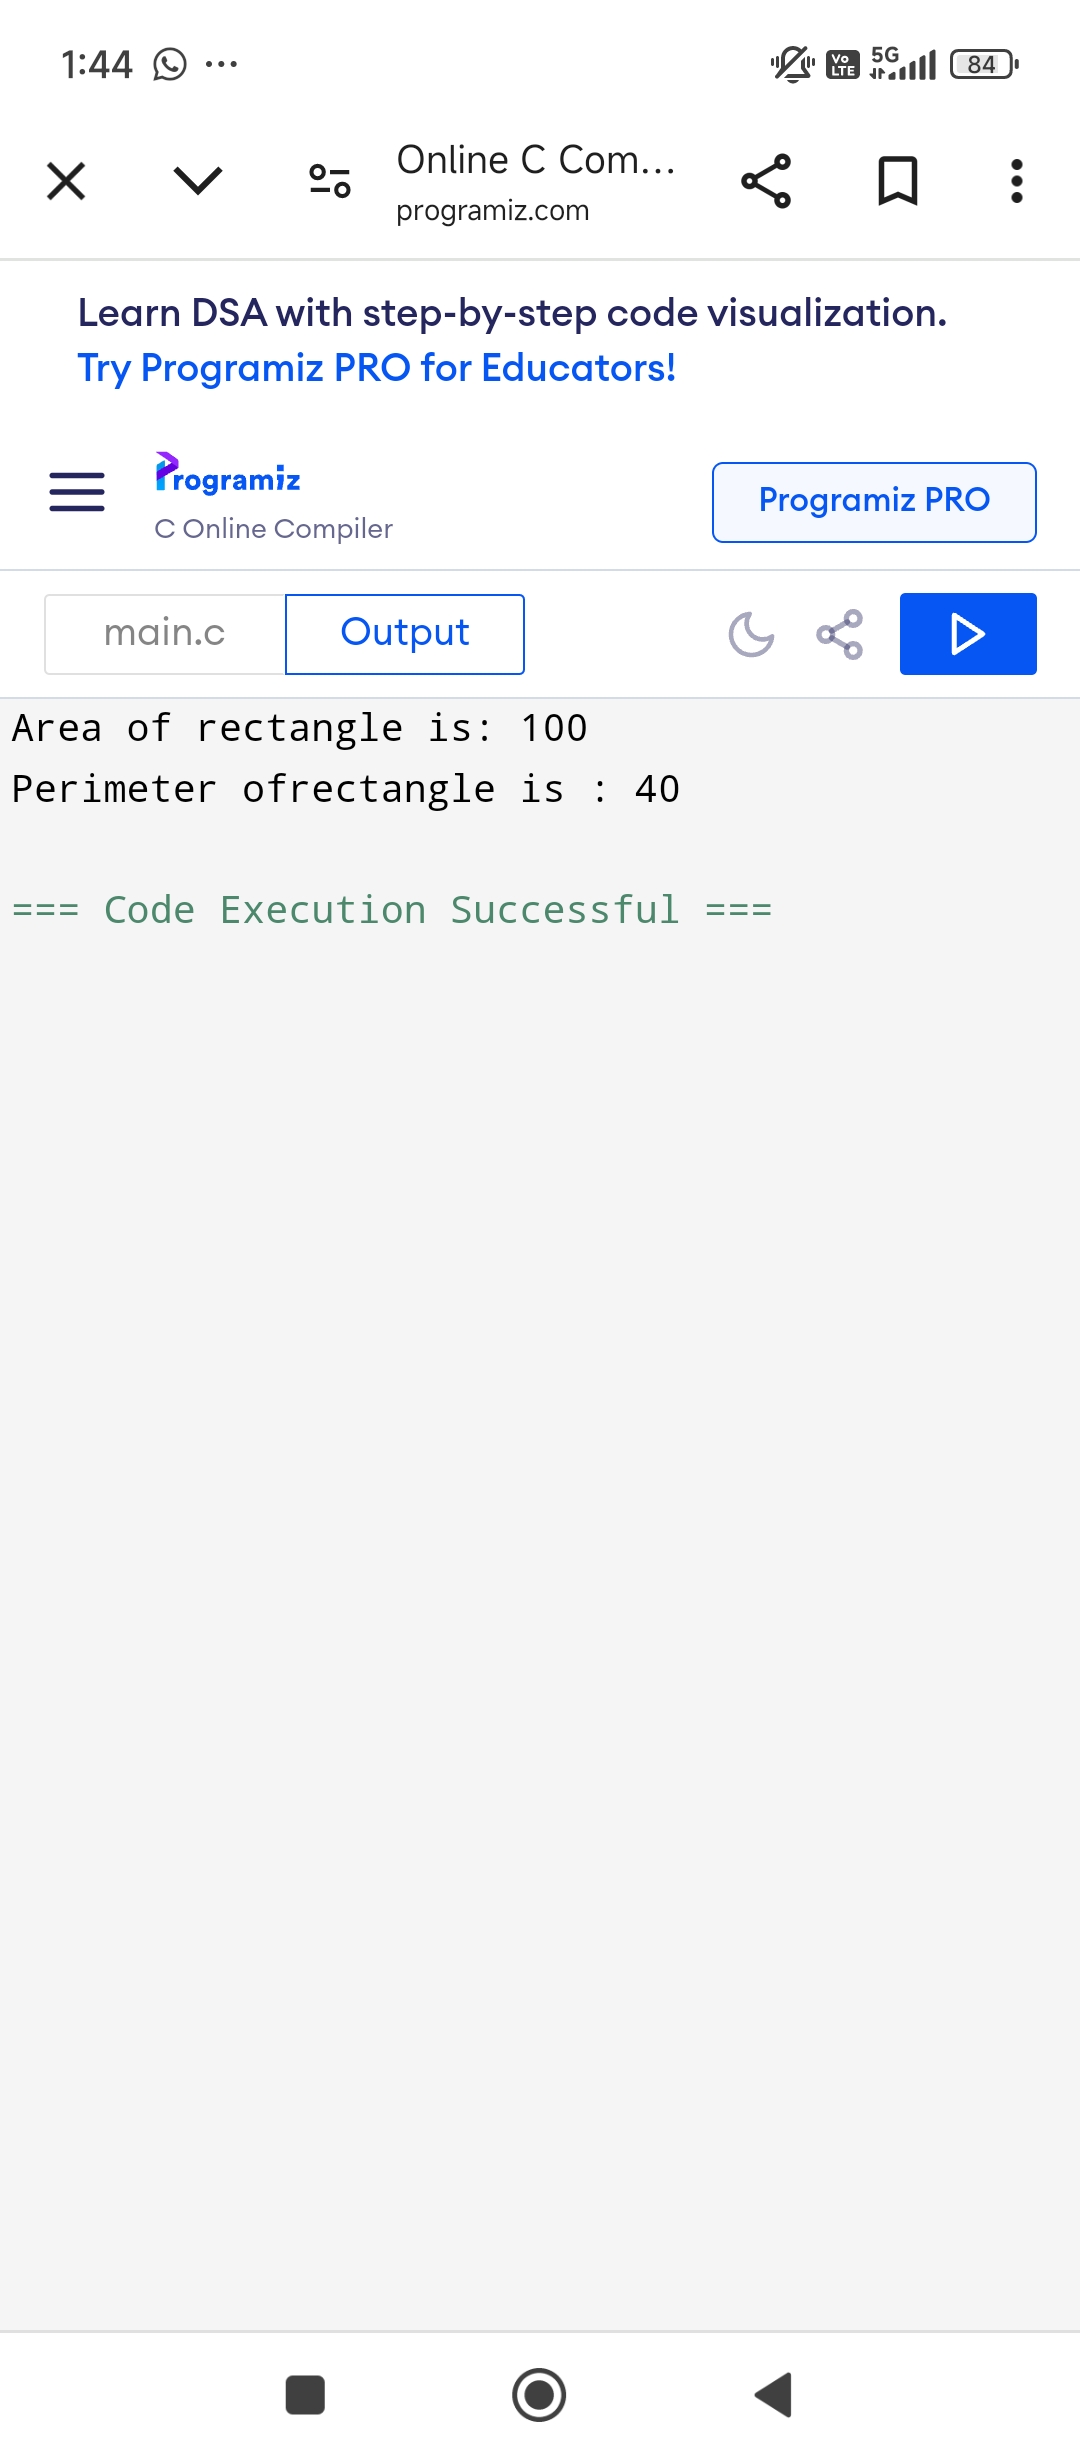 1:44 ...
Vo LTE 5G 84
Online C Com...
programiz.com
Learn DSA with step-by-step code visualization.
Try Programiz PRO for Educators!
Programiz
C Online Compiler
Programiz PRO
main.c
Output
Area of rectangle is: 100
Perimeter ofrectangle is : 40
=== Code Execution Successful ===